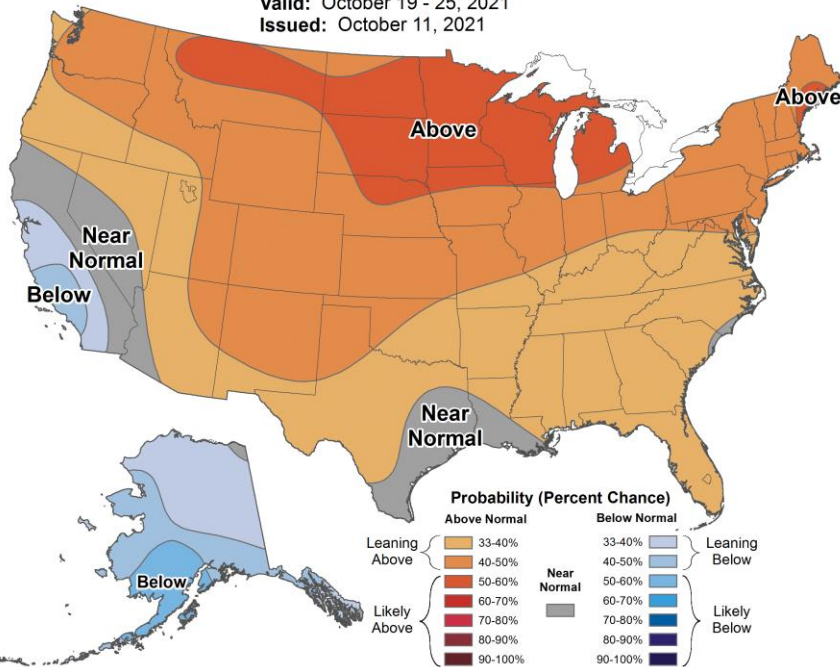 Valid: October 19 - 25, 2021
Issued: October 11, 2021
Above
Above
Near
Normal
Below
Near
Normal
Below
Probability (Percent Chance)
Above Normal
Below Normal
Leaning
Above
33-40%
40-50%
50-60%
60-70%
70-80%
80-90%
90-100%
Likely
Above
Near
Normal
33-40%
40-50%
50-60%
60-70%
70-80%
80-90%
90-100%
Leaning
Below
Likely
Below